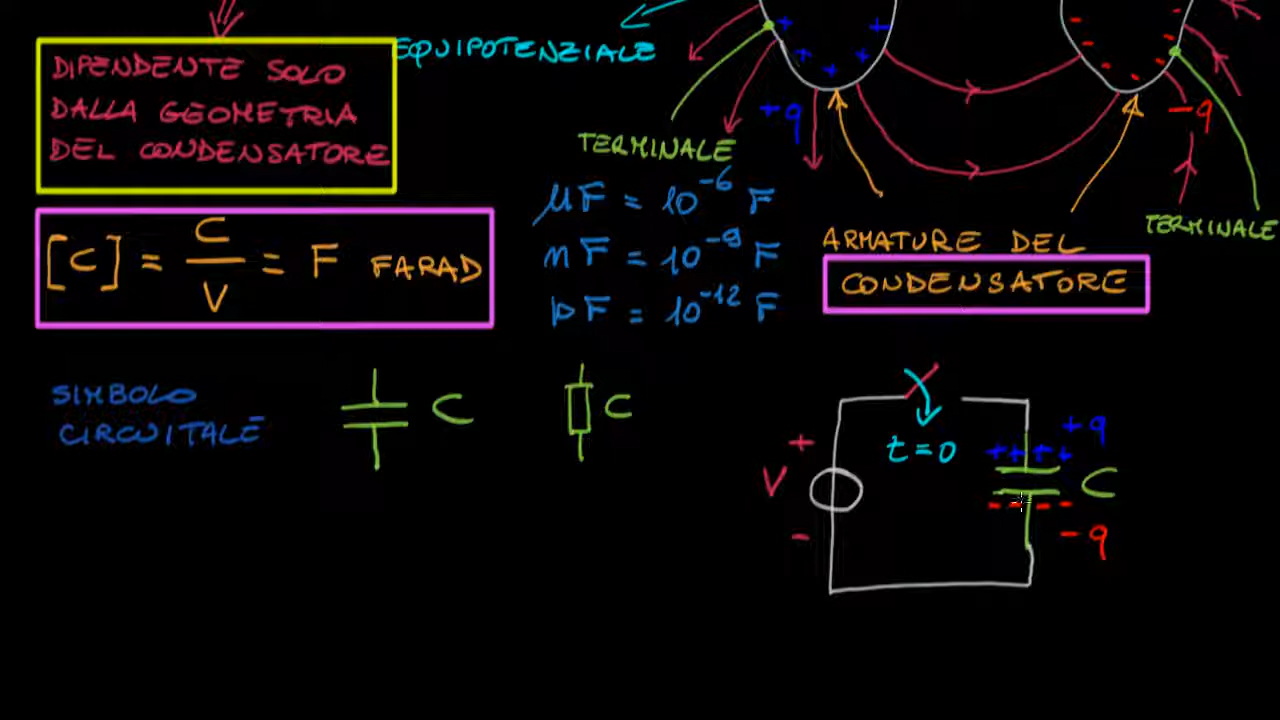 EQUIPOTENZIALE
DIPENDENTE SOLO
DALLA GEOMETRIA
DEL CONDENSATORE
+q
-q
TERMINALE
TERMINALE
[C] = C/V = F FARAD
μF = 10^-6 F
nF = 10^-9 F
pF = 10^-12 F
ARMATURE DEL
CONDENSATORE
SIMBOLO
CIRCUITALE
C
C
t=0
+
V
-
+q
++++
C
----
-q